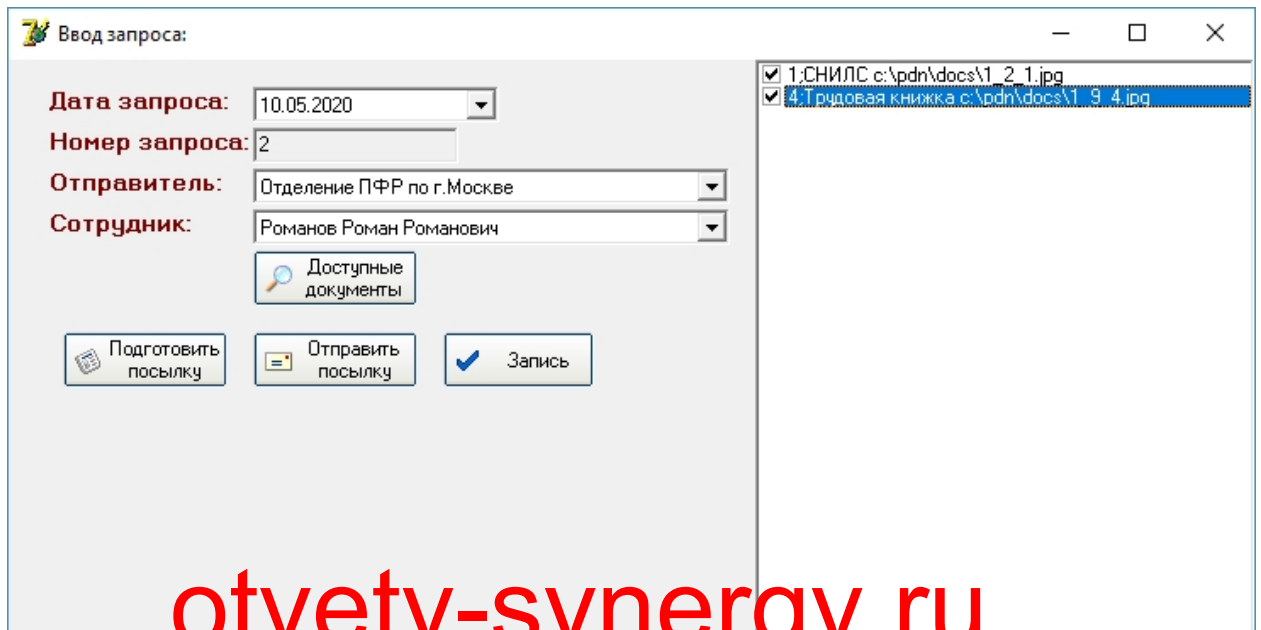 Ввод запроса:
Дата запроса: 10.05.2020
Номер запроса: 2
Отправитель: Отделение ПФР по г.Москве
Сотрудник: Романов Роман Романович
Доступные
документы
Подготовить
посылку
Отправить
посылку
Запись
1;СНИЛС c:\pdn\docs\1_2_1.jpg
4;Трудовая книжка c:\pdn\docs\1_9_4.jpg
otvety-synergy.ru